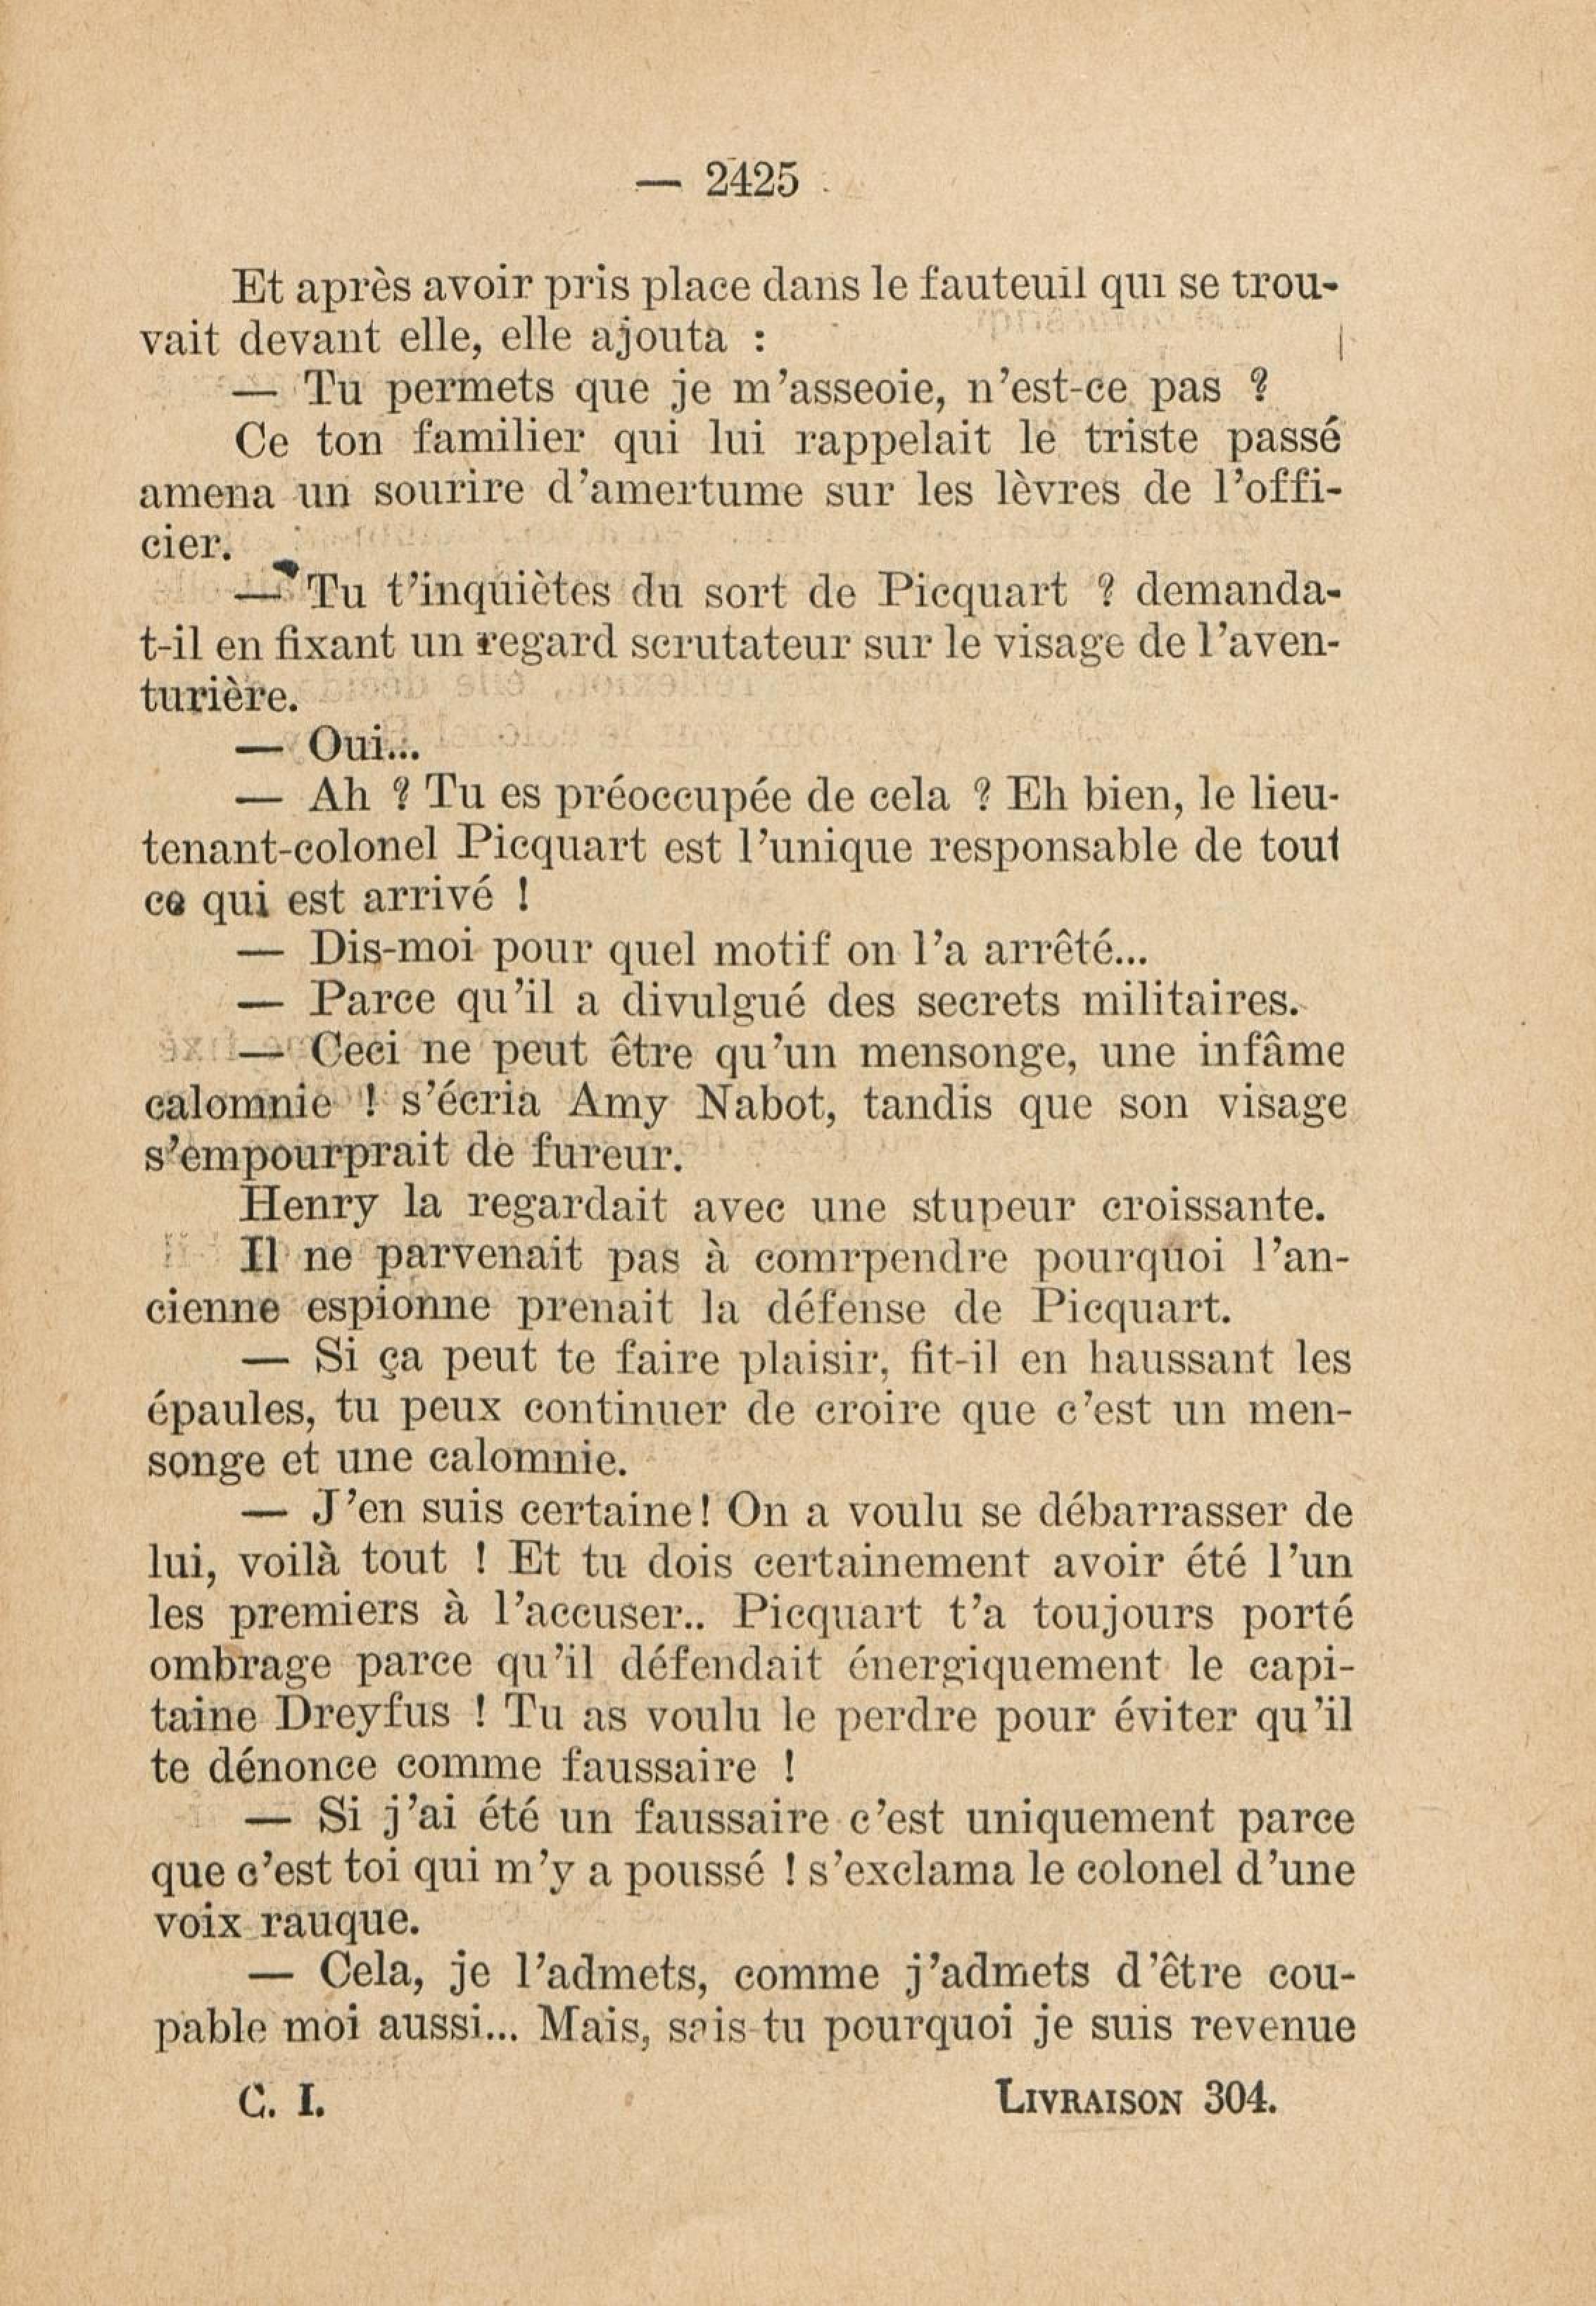 — 2425
Et après avoir pris place dans le fauteuil qui se trou-
vait devant elle, elle ajouta :
— Tu permets que je m’asseoie, n’est-ce pas ?
Ce ton familier qui lui rappelait le triste passé
amena un sourire d’amertume sur les lèvres de l’offi-
cier.
— Tu t’inquiètes du sort de Picquart ? demanda-
t-il en fixant un regard scrutateur sur le visage de l’aven-
turière.
— Oui...
— Ah ? Tu es préoccupée de cela ? Eh bien, le lieu-
tenant-colonel Picquart est l’unique responsable de tout
ce qui est arrivé !
— Dis-moi pour quel motif on l’a arrêté...
— Parce qu’il a divulgué des secrets militaires.
— Ceci ne peut être qu’un mensonge, une infâme
calomnie ! s’écria Amy Nabot, tandis que son visage
s’empourprait de fureur.
Henry la regardait avec une stupeur croissante.
Il ne parvenait pas à comrpendre pourquoi l’an-
cienne espionne prenait la défense de Picquart.
— Si ça peut te faire plaisir, fit-il en haussant les
épaules, tu peux continuer de croire que c’est un men-
songe et une calomnie.
— J’en suis certaine! On a voulu se débarrasser de
lui, voilà tout ! Et tu dois certainement avoir été l’un
les premiers à l’accuser.. Picquart t’a toujours porté
ombrage parce qu’il défendait énergiquement le capi-
taine Dreyfus ! Tu as voulu le perdre pour éviter qu’il
te dénonce comme faussaire !
— Si j’ai été un faussaire c’est uniquement parce
que c’est toi qui m’y a poussé ! s’exclama le colonel d’une
voix rauque.
— Cela, je l’admets, comme j’admets d’être cou-
pable moi aussi... Mais, sais-tu pourquoi je suis revenue
C. I.
LIVRAISON 304.